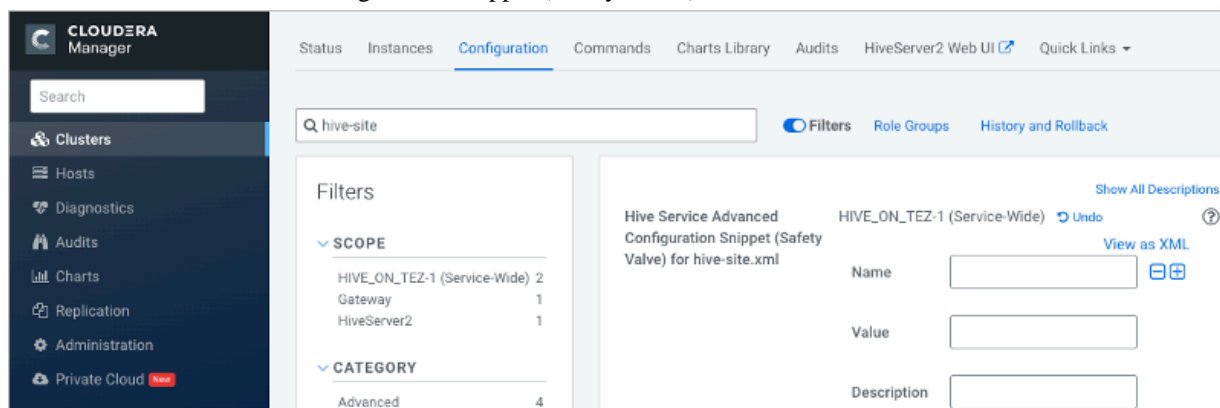 CLOUDERA
Manager
Search
Clusters
Hosts
Diagnostics
Audits
Charts
Replication
Administration
Private Cloud New
Status Instances Configuration Commands Charts Library Audits HiveServer2 Web UI Quick Links
hive-site
Filters Role Groups History and Rollback
Filters
SCOPE
HIVE_ON_TEZ-1 (Service-Wide) 2
Gateway 1
HiveServer2 1
CATEGORY
Advanced 4
Show All Descriptions
Hive Service Advanced
Configuration Snippet (Safety
Valve) for hive-site.xml
HIVE_ON_TEZ-1 (Service-Wide) Undo
View as XML
Name
Value
Description